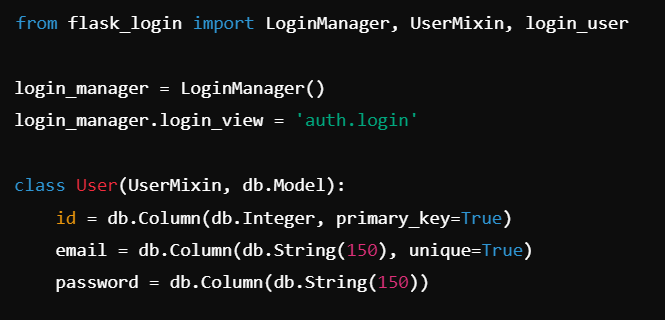 from flask_login import LoginManager, UserMixin, login_user
login_manager = LoginManager()
login_manager.login_view = 'auth.login'
class User(UserMixin, db.Model):
    id = db.Column(db.Integer, primary_key=True)
    email = db.Column(db.String(150), unique=True)
    password = db.Column(db.String(150))